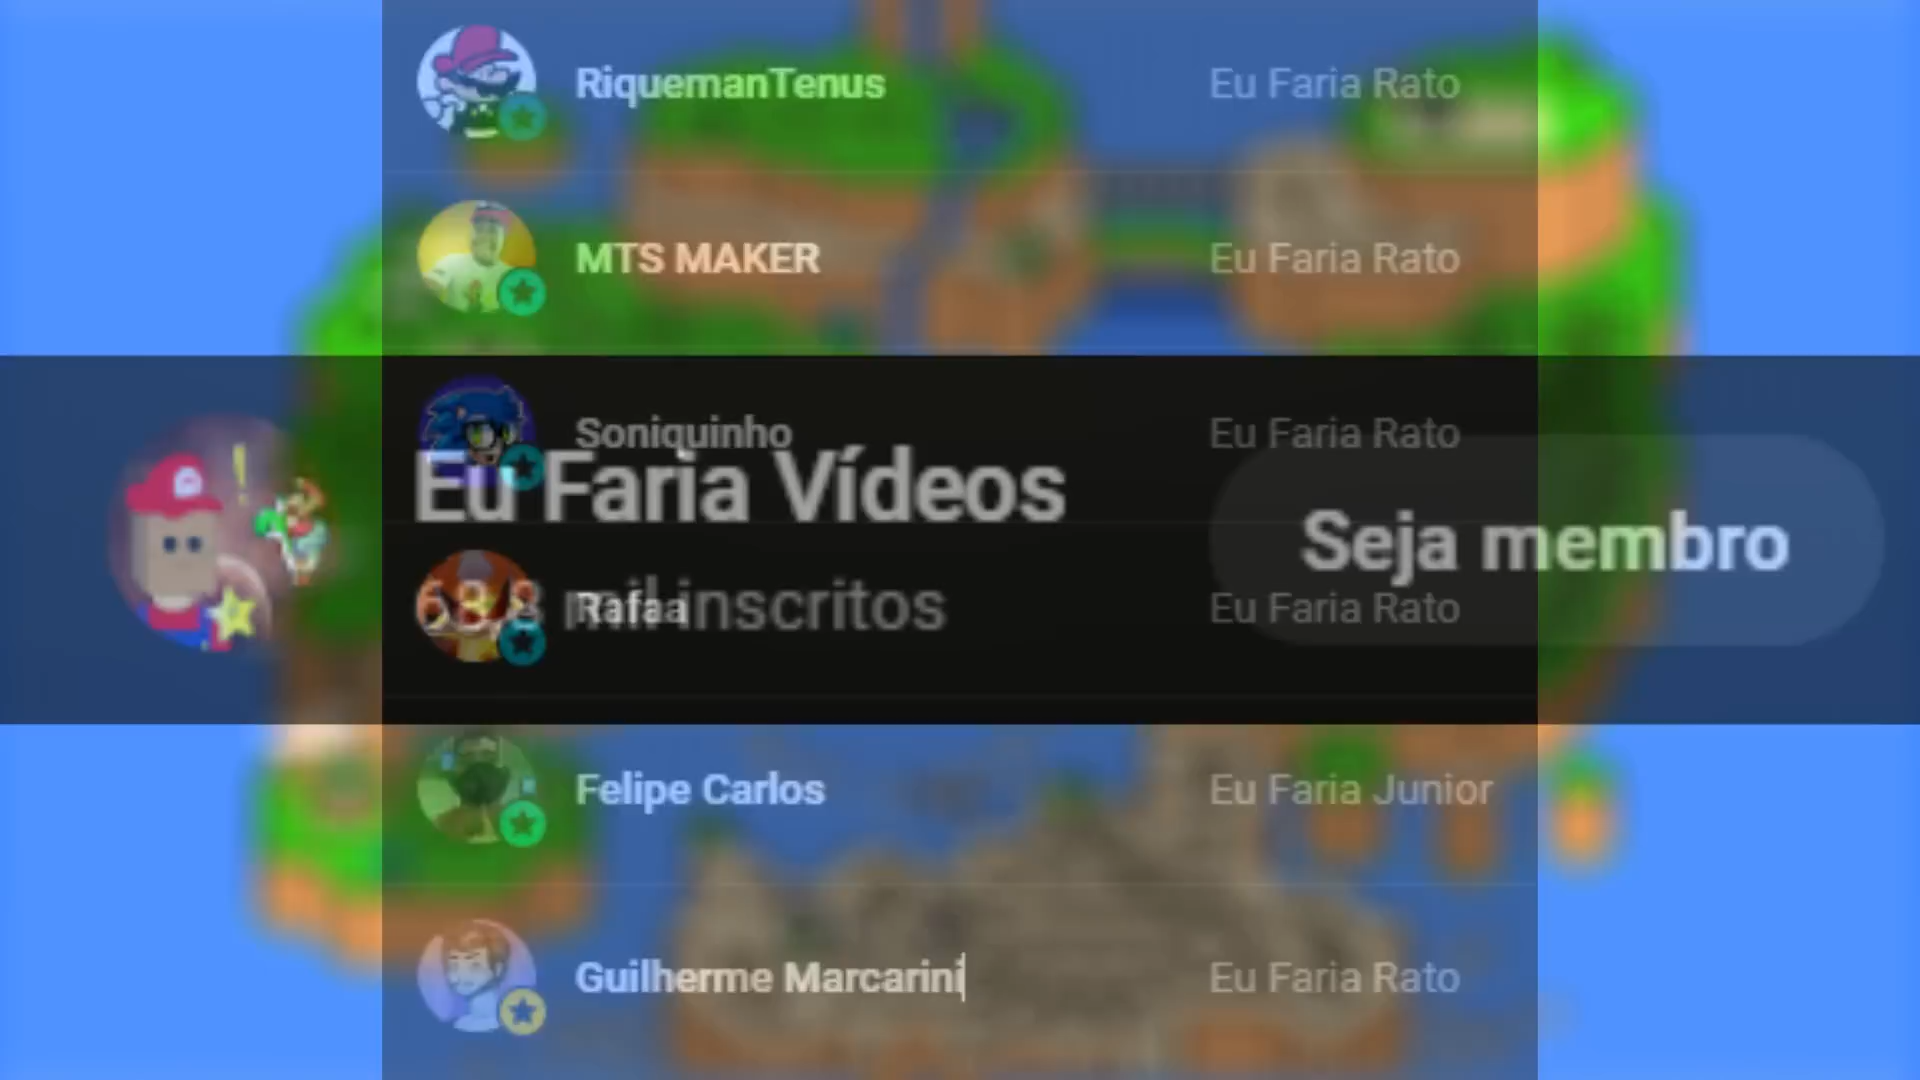 RiquemanTenus Eu Faria Rato
MTS MAKER Eu Faria Rato
Soniquinho Eu Faria Rato
Eu Faria Vídeos
Seja membro
mil inscritos
Rafaa Eu Faria Rato
Felipe Carlos Eu Faria Junior
Guilherme Marcarini Eu Faria Rato